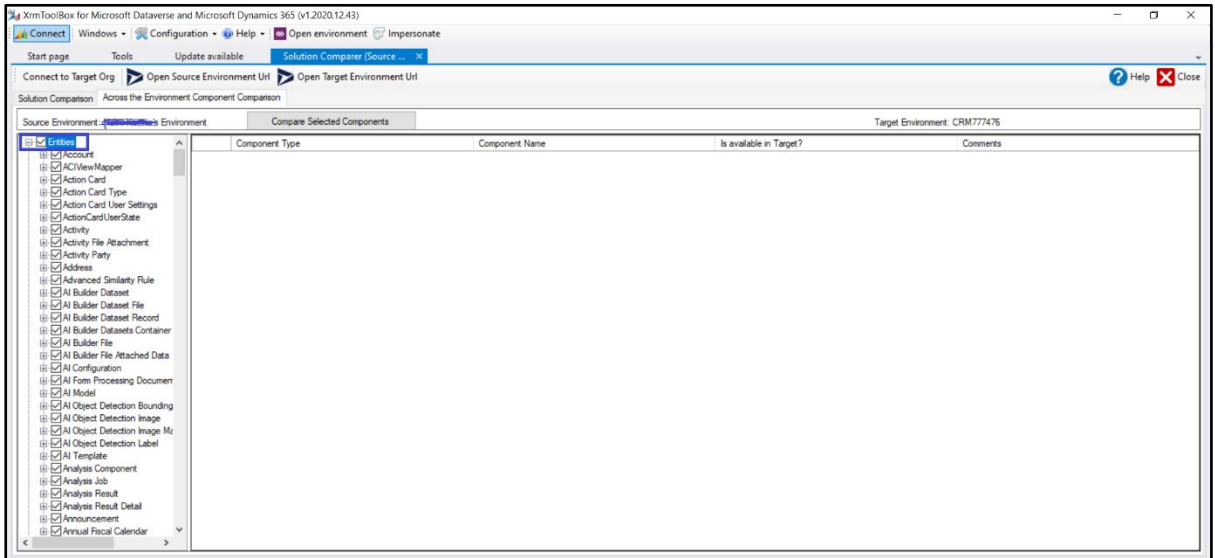 XrmToolBox for Microsoft Dataverse and Microsoft Dynamics 365 (v1.2020.12.43)
Connect Windows Configuration Help Open environment Impersonate
Start page Tools Update available Solution Comparer (Source ...
Connect to Target Org Open Source Environment Url Open Target Environment Url Help Close
Solution Comparison Across the Environment Component Comparison
Source Environment: 's Environment Compare Selected Components Target Environment: CRM777476
Entities Component Type Component Name Is available in Target? Comments
Account
ACIViewMapper
Action Card
Action Card Type
Action Card User Settings
ActionCardUserState
Activity
Activity File Attachment
Activity Party
Address
Advanced Similarity Rule
AI Builder Dataset
AI Builder Dataset File
AI Builder Dataset Record
AI Builder Datasets Container
AI Builder File
AI Builder File Attached Data
AI Configuration
AI Form Processing Documen
AI Model
AI Object Detection Bounding
AI Object Detection Image
AI Object Detection Image Ma
AI Object Detection Label
AI Template
Analysis Component
Analysis Job
Analysis Result
Analysis Result Detail
Announcement
Annual Fiscal Calendar